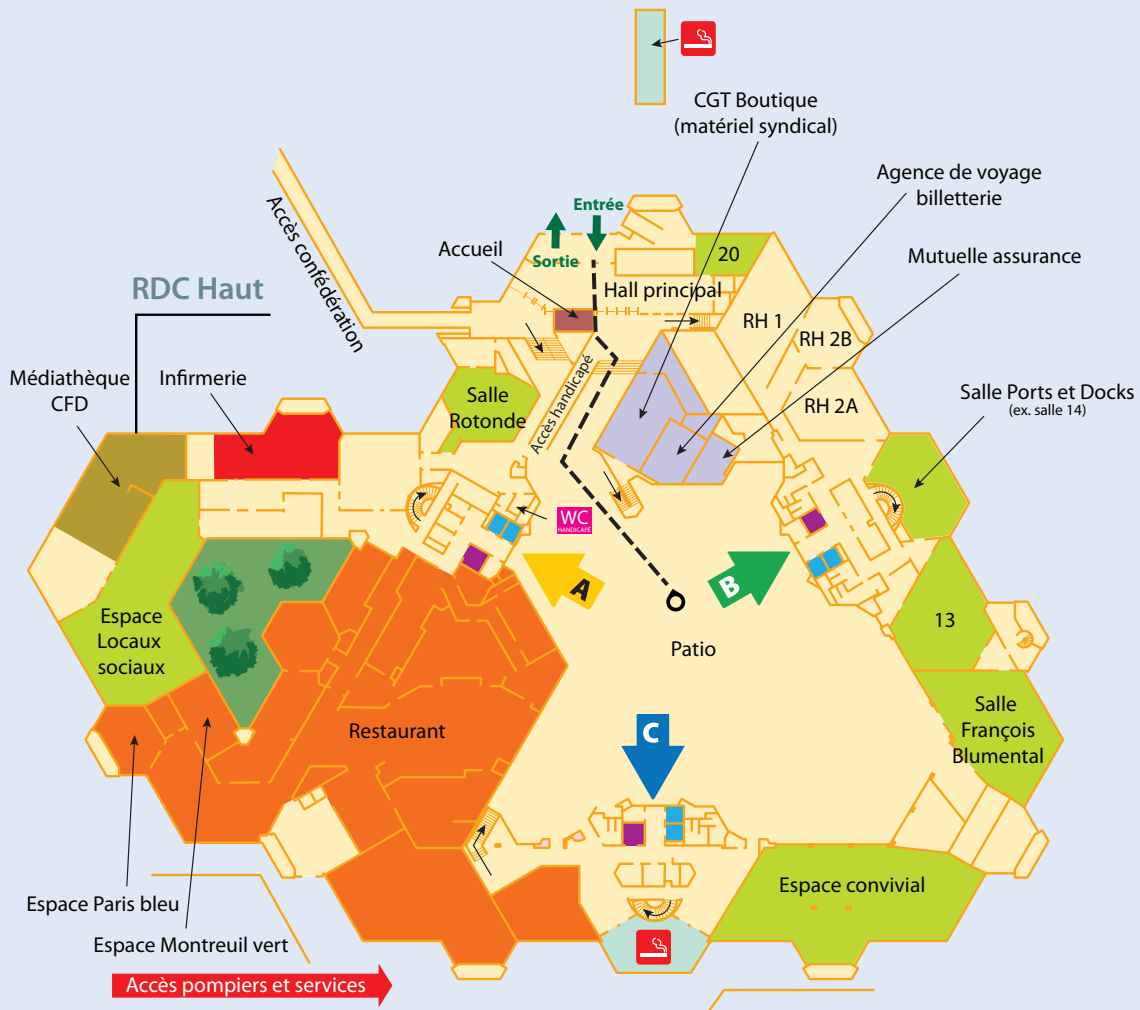 CGT Boutique
(matériel syndical)
Agence de voyage
billetterie
Accès confédération
Entrée
Sortie
Accueil
20
Mutuelle assurance
RDC Haut
Hall principal
RH 1
RH 2B
Médiathèque
CFD
Infirmerie
Salle
Rotonde
Accès handicapé
RH 2A
Salle Ports et Docks
(ex. salle 14)
WC
HANDICAPÉ
A
B
Espace
Locaux
sociaux
13
Patio
Restaurant
C
Salle
François
Blumental
Espace convivial
Espace Paris bleu
Espace Montreuil vert
Accès pompiers et services